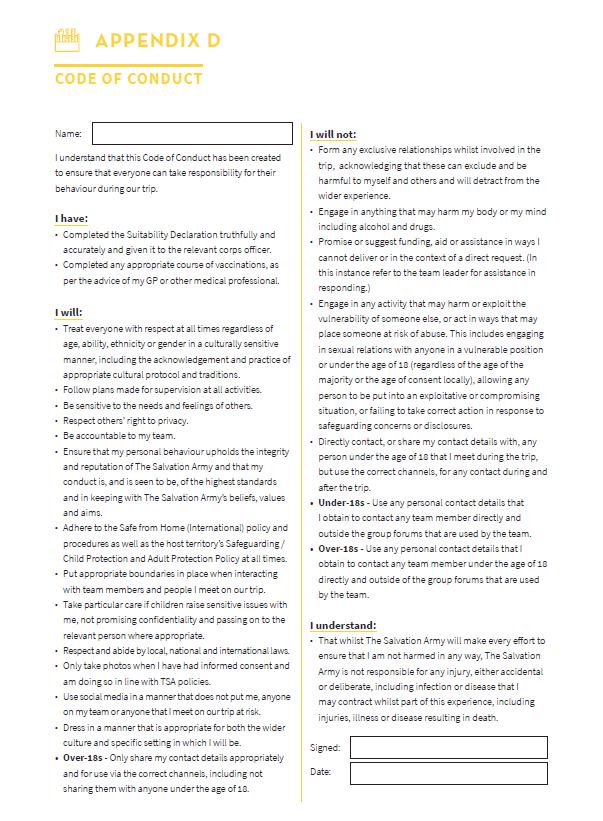 APPENDIX D
CODE OF CONDUCT
Name:
I understand that this Code of Conduct has been created
to ensure that everyone can take responsibility for their
behaviour during our trip.
I have:
• Completed the Suitability Declaration truthfully and
accurately and given it to the relevant corps officer.
• Completed any appropriate course of vaccinations, as
per the advice of my GP or other medical professional.
I will:
• Treat everyone with respect at all times regardless of
age, ability, ethnicity or gender in a culturally sensitive
manner, including the acknowledgement and practice of
appropriate cultural protocol and traditions.
• Follow plans made for supervision at all activities.
• Be sensitive to the needs and feelings of others.
• Respect others' right to privacy.
• Be accountable to my team.
• Ensure that my personal behaviour upholds the integrity
and reputation of The Salvation Army and that my
conduct is, and is seen to be, of the highest standards
and in keeping with The Salvation Army's beliefs, values
and aims.
• Adhere to the Safe from Home (International) policy and
procedures as well as the host territory's Safeguarding /
Child Protection and Adult Protection Policy at all times.
• Put appropriate boundaries in place when interacting
with team members and people I meet on our trip.
• Take particular care if children raise sensitive issues with
me, not promising confidentiality and passing on to the
relevant person where appropriate.
• Respect and abide by local, national and international laws.
• Only take photos when I have had informed consent and
am doing so in line with TSA policies.
• Use social media in a manner that does not put me, anyone
on my team or anyone that I meet on our trip at risk.
• Dress in a manner that is appropriate for both the wider
culture and specific setting in which I will be.
• Over-18s - Only share my contact details appropriately
and for use via the correct channels, including not
sharing them with anyone under the age of 18.
I will not:
• Form any exclusive relationships whilst involved in the
trip, acknowledging that these can exclude and be
harmful to myself and others and will detract from the
wider experience.
• Engage in anything that may harm my body or my mind
including alcohol and drugs.
• Promise or suggest funding, aid or assistance in ways I
cannot deliver or in the context of a direct request. (In
this instance refer to the team leader for assistance in
responding.)
• Engage in any activity that may harm or exploit the
vulnerability of someone else, or act in ways that may
place someone at risk of abuse. This includes engaging
in sexual relations with anyone in a vulnerable position
or under the age of 18 (regardless of the age of the
majority or the age of consent locally), allowing any
person to be put into an exploitative or compromising
situation, or failing to take correct action in response to
safeguarding concerns or disclosures.
• Directly contact, or share my contact details with, any
person under the age of 18 that I meet during the trip,
but use the correct channels, for any contact during and
after the trip.
• Under-18s - Use any personal contact details that
I obtain to contact any team member directly and
outside the group forums that are used by the team.
• Over-18s - Use any personal contact details that I
obtain to contact any team member under the age of 18
directly and outside of the group forums that are used
by the team.
I understand:
• That whilst The Salvation Army will make every effort to
ensure that I am not harmed in any way, The Salvation
Army is not responsible for any injury, either accidental
or deliberate, including infection or disease that I
may contract whilst part of this experience, including
injuries, illness or disease resulting in death.
Signed:
Date: